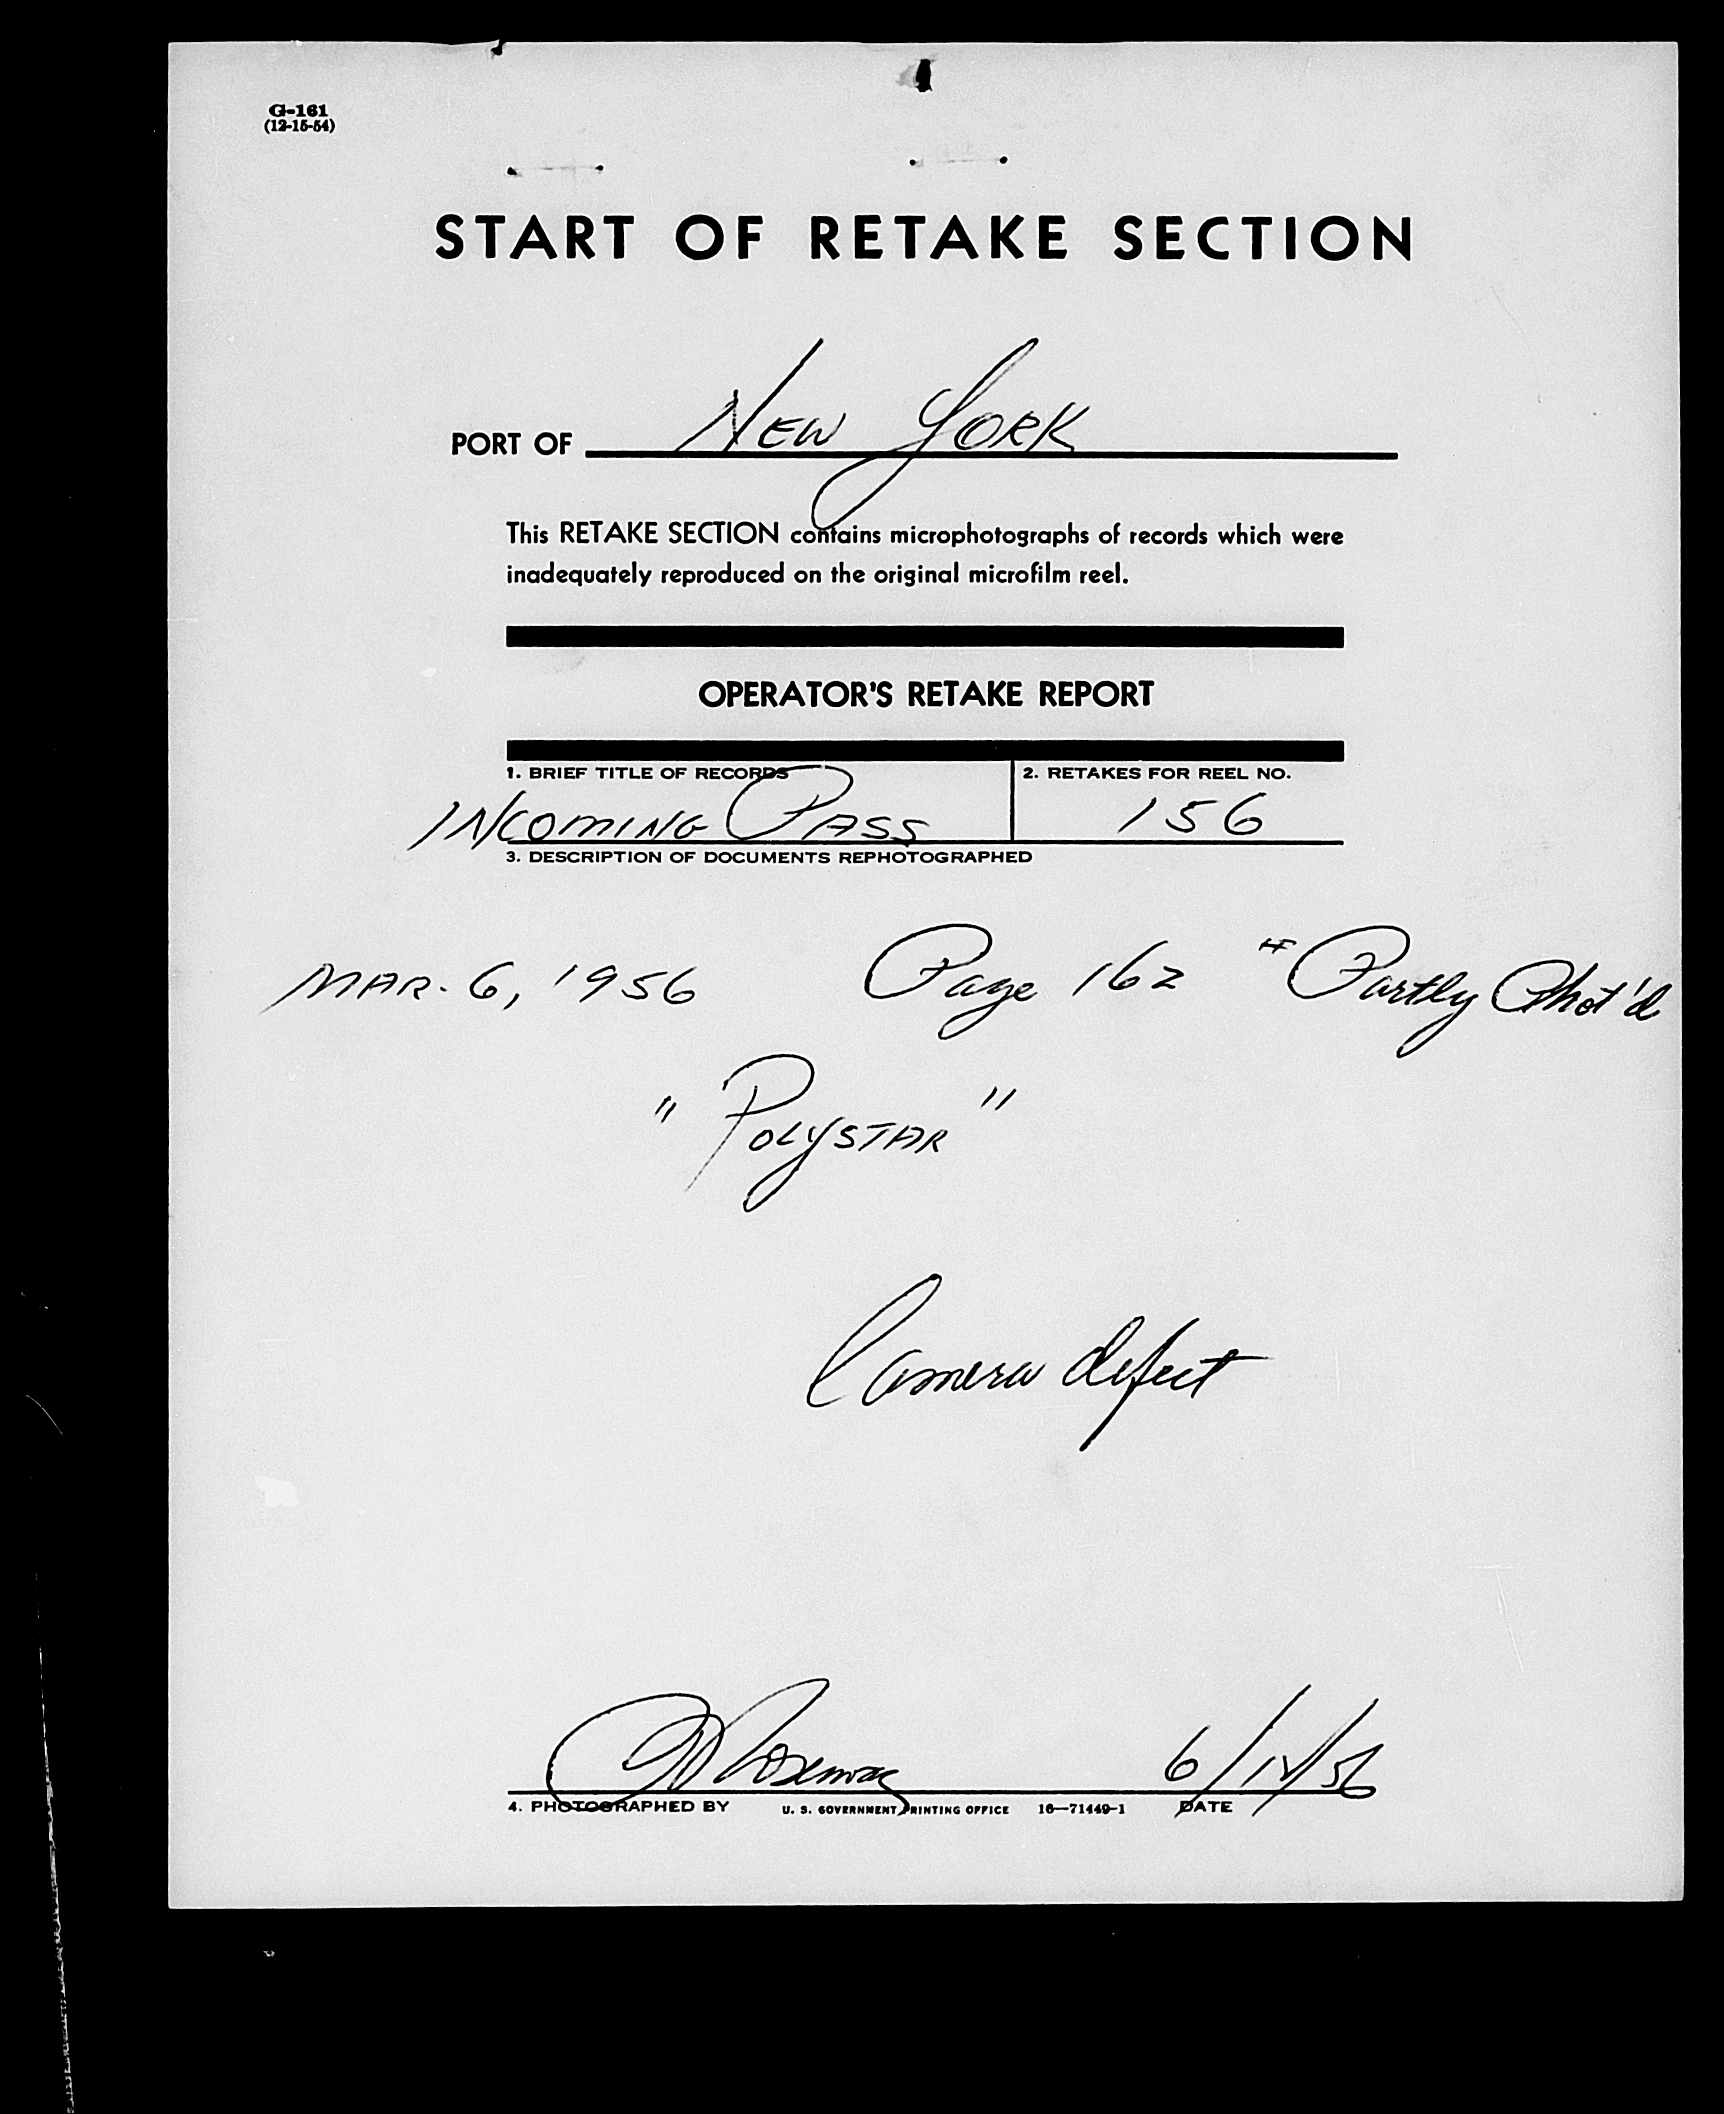 G-161
(12-15-54)
START OF RETAKE SECTION
PORT OF NEW YORK
This RETAKE SECTION contains microphotographs of records which were
inadequately reproduced on the original microfilm reel.
OPERATOR'S RETAKE REPORT
1. BRIEF TITLE OF RECORDS 2. RETAKES FOR REEL NO.
INCOMING PASS 156
3. DESCRIPTION OF DOCUMENTS REPHOTOGRAPHED
MAR. 6, 1956 Page 162 Partly Phot'd
"POLYSTAR"
Camera defect
4. PHOTOGRAPHED BY U. S. GOVERNMENT PRINTING OFFICE 16—71449-1 DATE